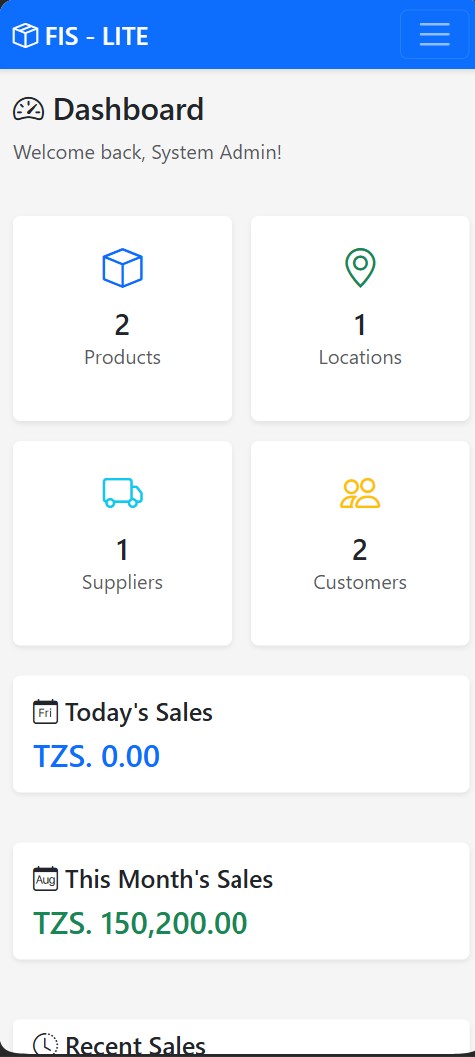 FIS - LITE
Dashboard
Welcome back, System Admin!
2
Products
1
Locations
1
Suppliers
2
Customers
Fri Today's Sales
TZS. 0.00
Aug This Month's Sales
TZS. 150,200.00
Recent Sales